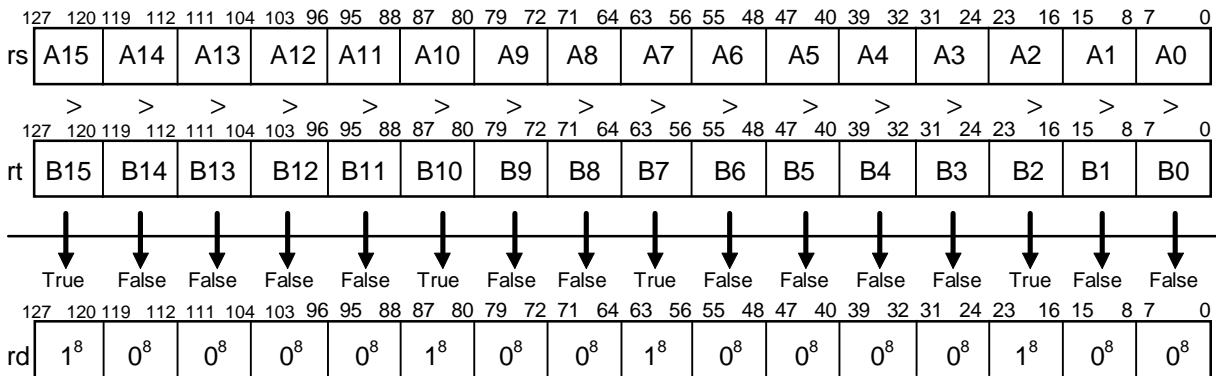 127 120 119 112 111 104 103 96 95 88 87 80 79 72 71 64 63 56 55 48 47 40 39 32 31 24 23 16 15 8 7 0
rs A15 A14 A13 A12 A11 A10 A9 A8 A7 A6 A5 A4 A3 A2 A1 A0
> > > > > > > > > > > > > > > >
127 120 119 112 111 104 103 96 95 88 87 80 79 72 71 64 63 56 55 48 47 40 39 32 31 24 23 16 15 8 7 0
rt B15 B14 B13 B12 B11 B10 B9 B8 B7 B6 B5 B4 B3 B2 B1 B0
True False False False False True False False True False False False False True False False
127 120 119 112 111 104 103 96 95 88 87 80 79 72 71 64 63 56 55 48 47 40 39 32 31 24 23 16 15 8 7 0
rd 1⁸ 0⁸ 0⁸ 0⁸ 0⁸ 1⁸ 0⁸ 0⁸ 1⁸ 0⁸ 0⁸ 0⁸ 0⁸ 1⁸ 0⁸ 0⁸